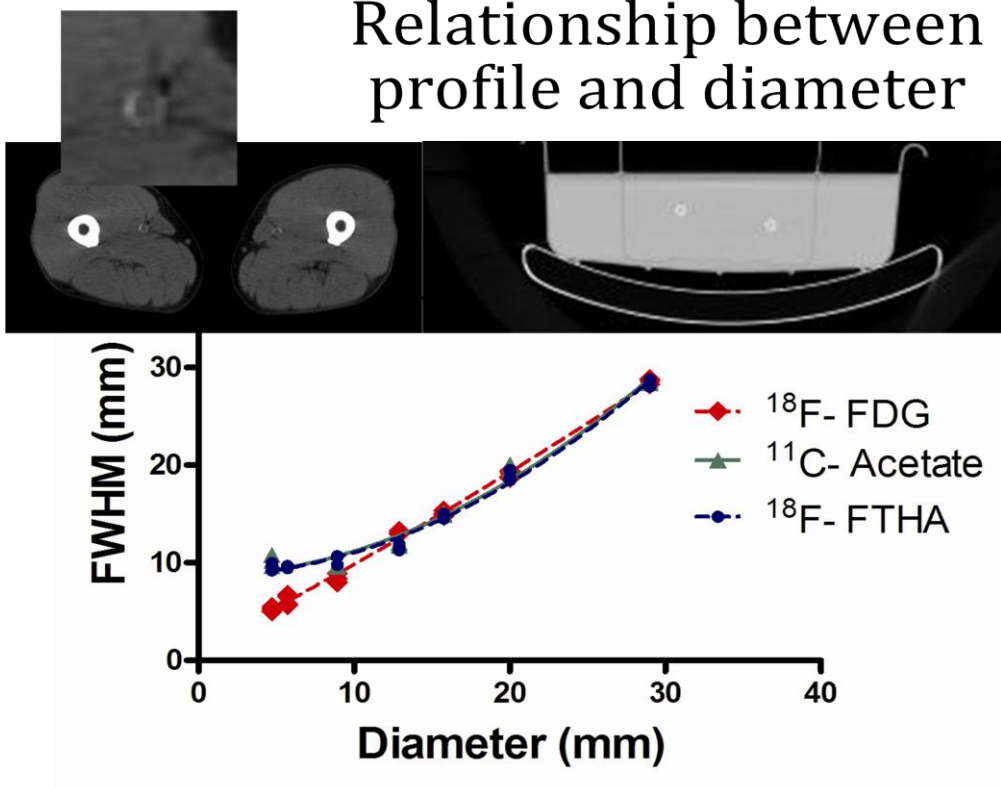 Relationship between
profile and diameter
FWHM (mm)
30
20
10
0
0 10 20 30 40
Diameter (mm)
¹⁸F- FDG
¹¹C- Acetate
¹⁸F- FTHA